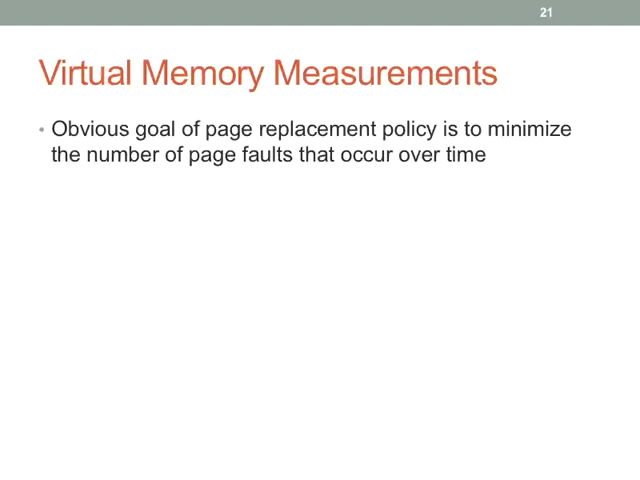 21
Virtual Memory Measurements
• Obvious goal of page replacement policy is to minimize
the number of page faults that occur over time